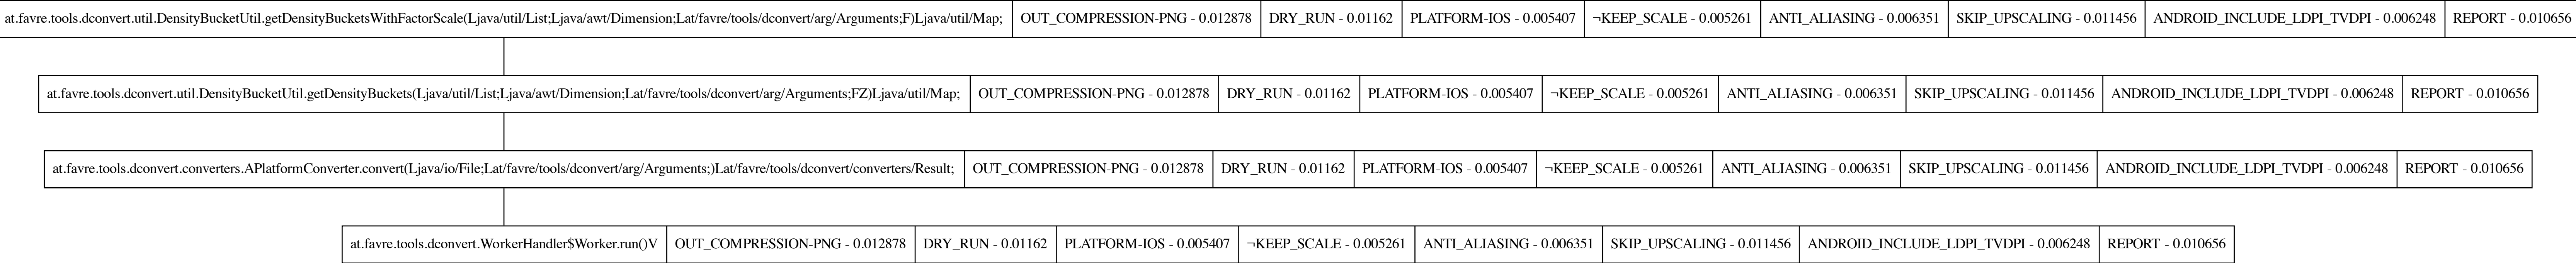 at.favre.tools.dconvert.util.DensityBucketUtil.getDensityBucketsWithFactorScale(Ljava/util/List;Ljava/awt/Dimension;Lat/favre/tools/dconvert/arg/Arguments;F)Ljava/util/Map; OUT_COMPRESSION-PNG - 0.012878 DRY_RUN - 0.01162 PLATFORM-IOS - 0.005407 ¬KEEP_SCALE - 0.005261 ANTI_ALIASING - 0.006351 SKIP_UPSCALING - 0.011456 ANDROID_INCLUDE_LDPI_TVDPI - 0.006248 REPORT - 0.010656
at.favre.tools.dconvert.util.DensityBucketUtil.getDensityBuckets(Ljava/util/List;Ljava/awt/Dimension;Lat/favre/tools/dconvert/arg/Arguments;FZ)Ljava/util/Map; OUT_COMPRESSION-PNG - 0.012878 DRY_RUN - 0.01162 PLATFORM-IOS - 0.005407 ¬KEEP_SCALE - 0.005261 ANTI_ALIASING - 0.006351 SKIP_UPSCALING - 0.011456 ANDROID_INCLUDE_LDPI_TVDPI - 0.006248 REPORT - 0.010656
at.favre.tools.dconvert.converters.APlatformConverter.convert(Ljava/io/File;Lat/favre/tools/dconvert/arg/Arguments;)Lat/favre/tools/dconvert/converters/Result; OUT_COMPRESSION-PNG - 0.012878 DRY_RUN - 0.01162 PLATFORM-IOS - 0.005407 ¬KEEP_SCALE - 0.005261 ANTI_ALIASING - 0.006351 SKIP_UPSCALING - 0.011456 ANDROID_INCLUDE_LDPI_TVDPI - 0.006248 REPORT - 0.010656
at.favre.tools.dconvert.WorkerHandler$Worker.run()V OUT_COMPRESSION-PNG - 0.012878 DRY_RUN - 0.01162 PLATFORM-IOS - 0.005407 ¬KEEP_SCALE - 0.005261 ANTI_ALIASING - 0.006351 SKIP_UPSCALING - 0.011456 ANDROID_INCLUDE_LDPI_TVDPI - 0.006248 REPORT - 0.010656